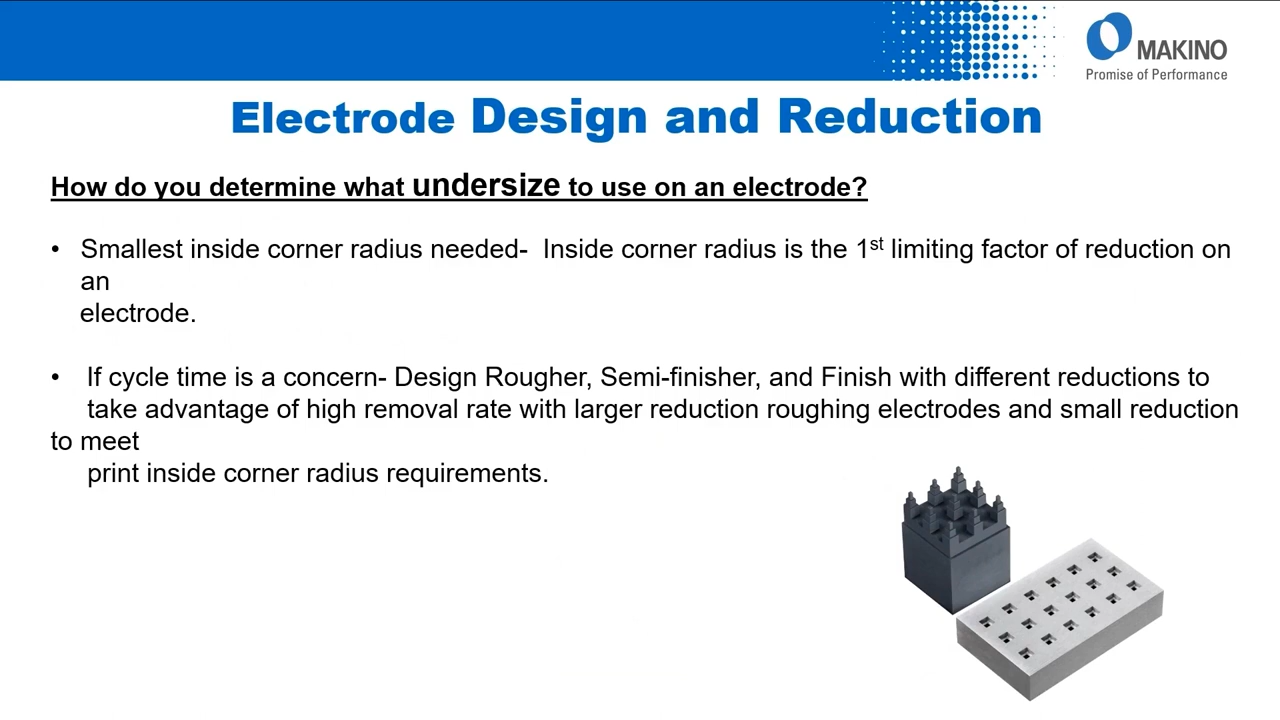 MAKINO
Promise of Performance
Electrode Design and Reduction
How do you determine what undersize to use on an electrode?
• Smallest inside corner radius needed-  Inside corner radius is the 1st limiting factor of reduction on
an
electrode.
• If cycle time is a concern- Design Rougher, Semi-finisher, and Finish with different reductions to
take advantage of high removal rate with larger reduction roughing electrodes and small reduction
to meet
print inside corner radius requirements.